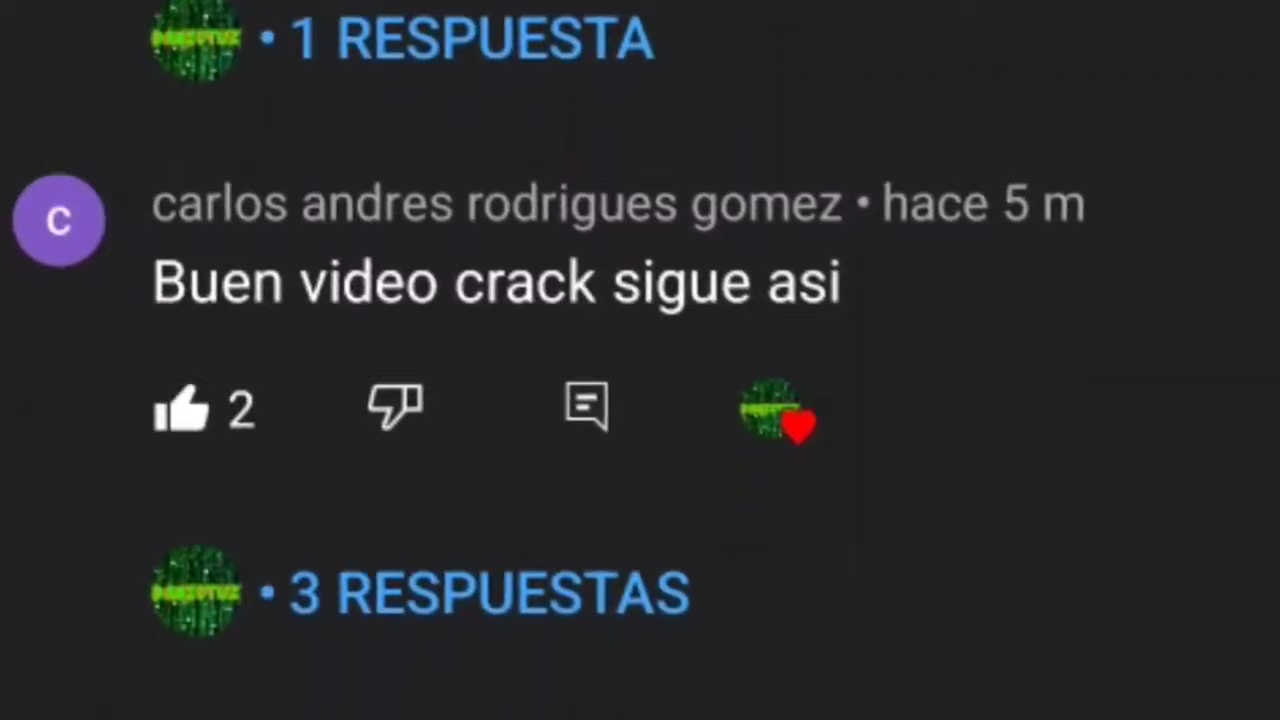 • 1 RESPUESTA
C
carlos andres rodrigues gomez • hace 5 m
Buen video crack sigue asi
2
• 3 RESPUESTAS